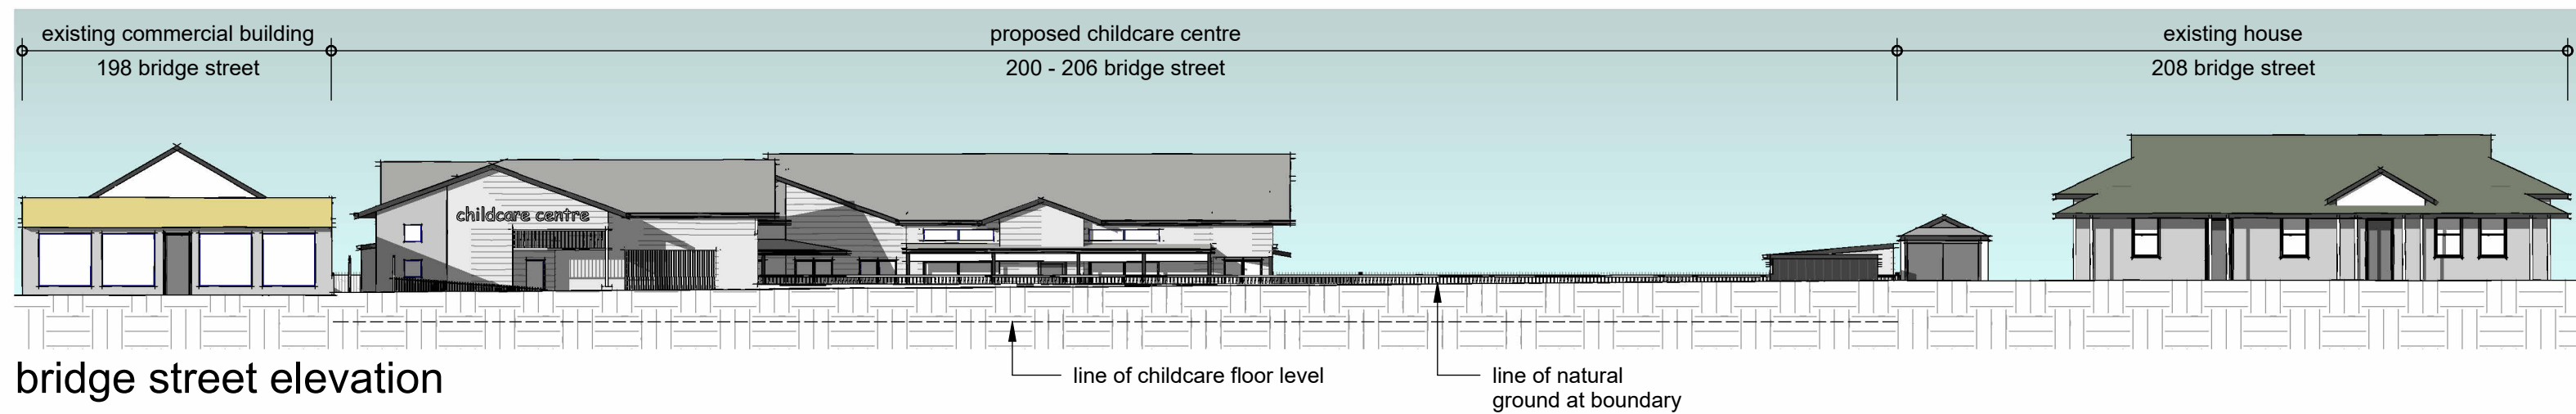 existing commercial building
198 bridge street
proposed childcare centre
200 - 206 bridge street
existing house
208 bridge street
childcare centre
line of childcare floor level
line of natural
ground at boundary
bridge street elevation